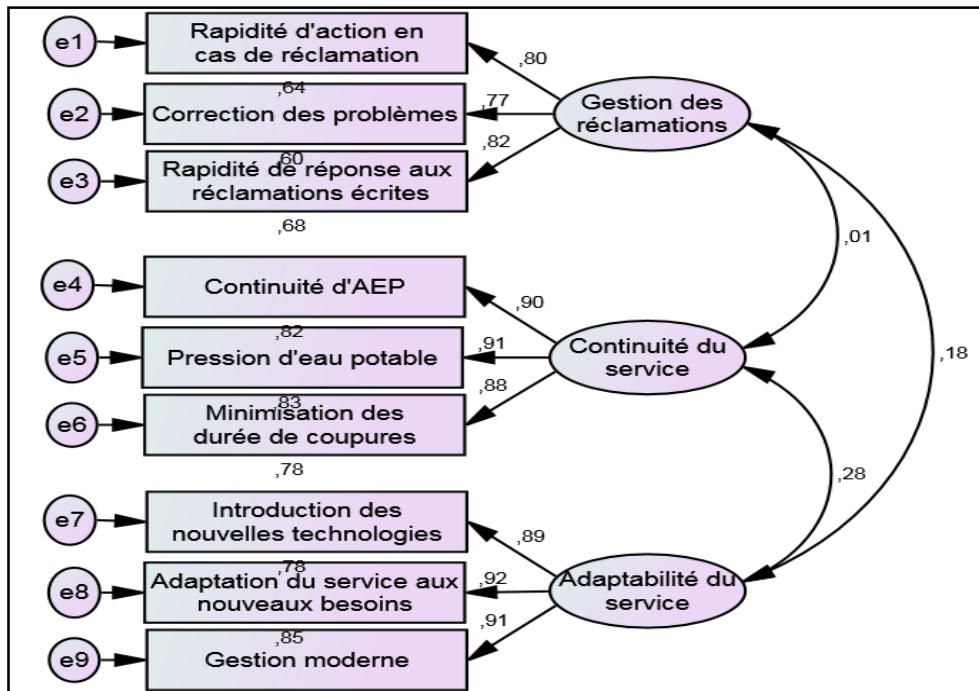 e1
Rapidité d'action en
cas de réclamation
,80
,64
e2
Correction des problèmes
,77
Gestion des
réclamations
,60
e3
Rapidité de réponse aux
réclamations écrites
,82
,68
,01
e4
Continuité d'AEP
,90
,82
e5
Pression d'eau potable
,91
Continuité du
service
,18
,83
e6
Minimisation des
durée de coupures
,88
,78
,28
e7
Introduction des
nouvelles technologies
,89
,78
e8
Adaptation du service aux
nouveaux besoins
,92
Adaptabilité du
service
,85
e9
Gestion moderne
,91